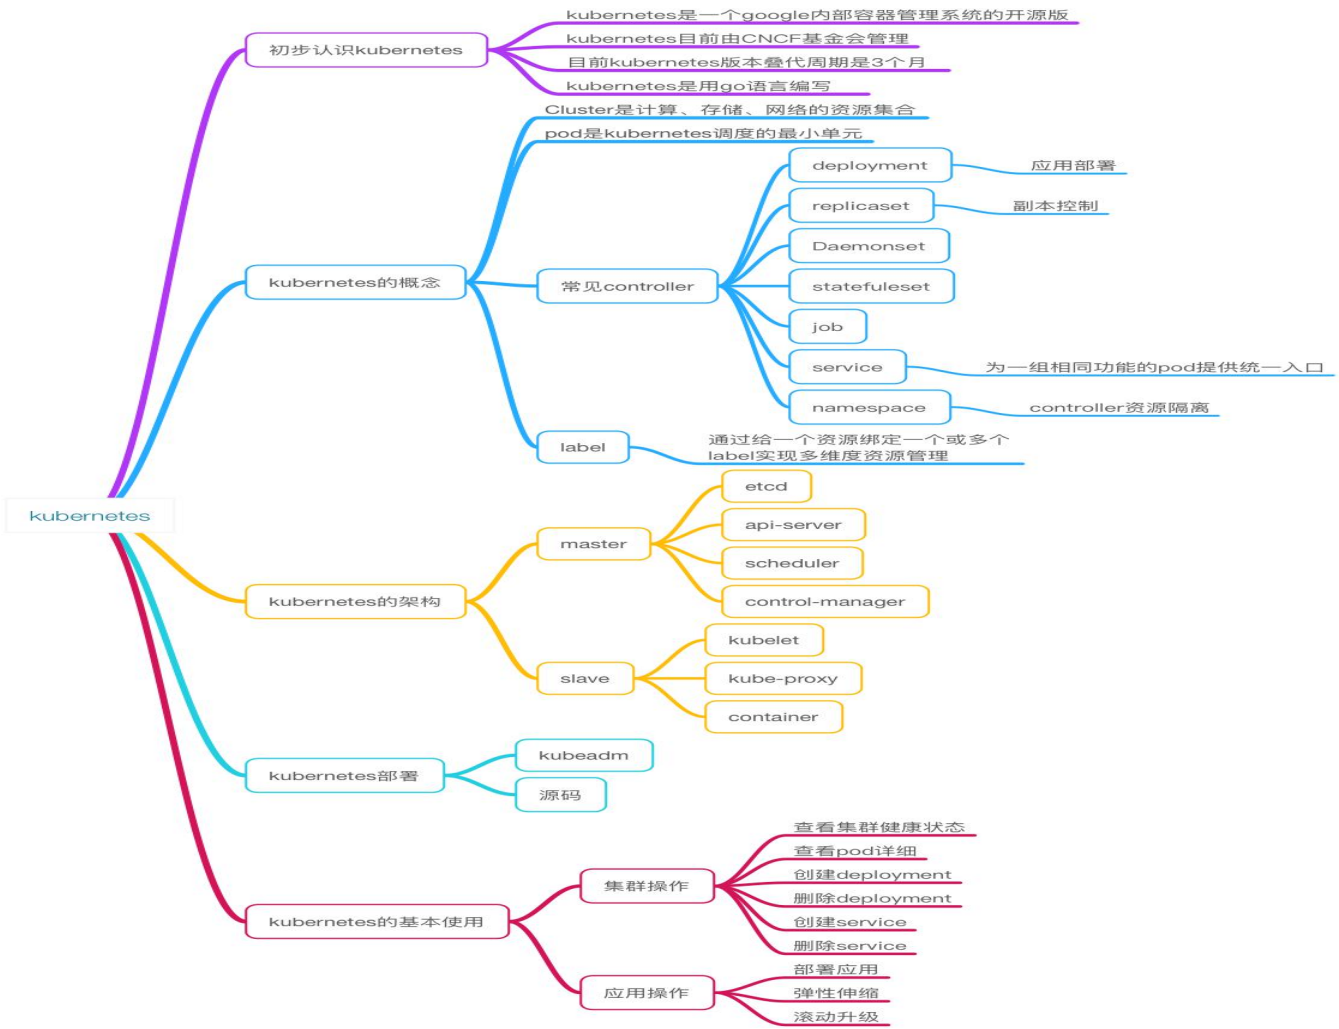 kubernetes
初步认识kubernetes
kubernetes是一个google内部容器管理系统的开源版
kubernetes目前由CNCF基金会管理
目前kubernetes版本叠代周期是3个月
kubernetes是用go语言编写
kubernetes的概念
Cluster是计算、存储、网络的资源集合
pod是kubernetes调度的最小单元
常见controller
deployment
应用部署
replicaset
副本控制
Daemonset
statefuleset
job
service
为一组相同功能的pod提供统一入口
namespace
controller资源隔离
label
通过给一个资源绑定一个或多个
label实现多维度资源管理
kubernetes的架构
master
etcd
api-server
scheduler
control-manager
slave
kubelet
kube-proxy
container
kubernetes部署
kubeadm
源码
kubernetes的基本使用
集群操作
查看集群健康状态
查看pod详细
创建deployment
删除deployment
创建service
删除service
应用操作
部署应用
弹性伸缩
滚动升级